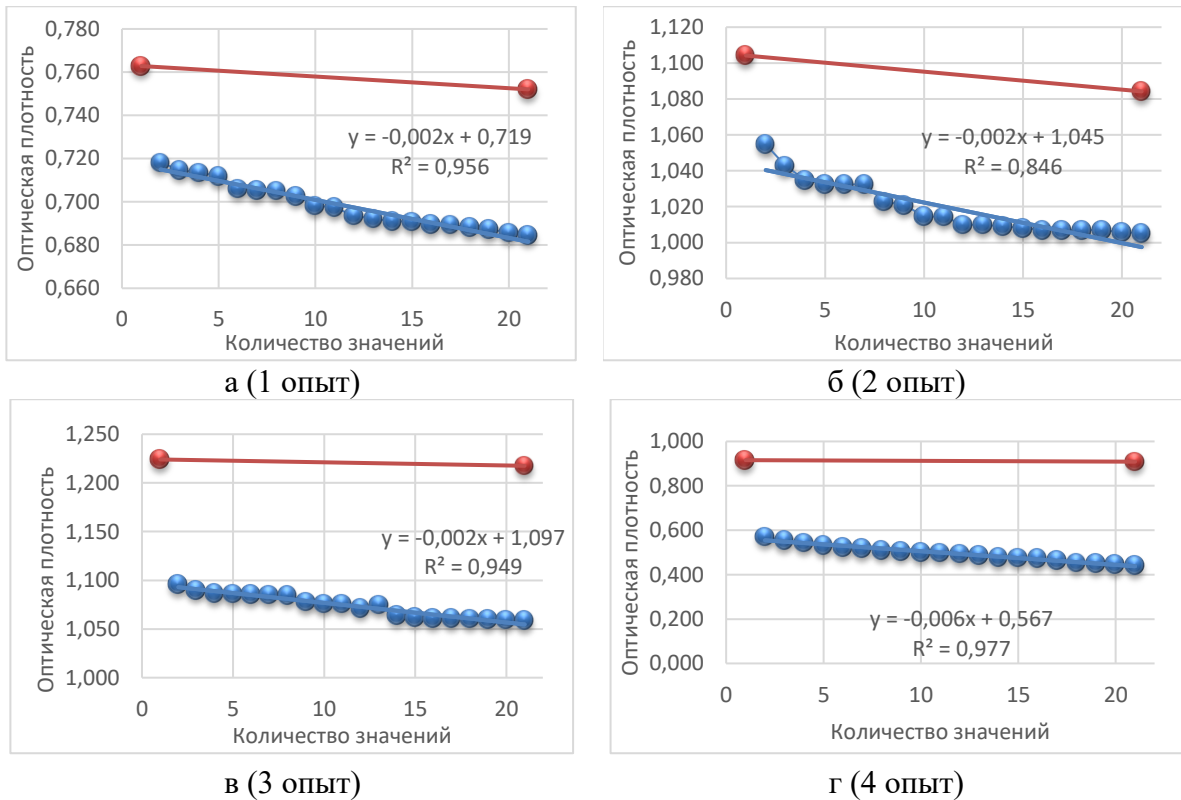 0,780
0,760
0,740
0,720
0,700
0,680
0,660
Оптическая плотность
y = -0,002x + 0,719
R² = 0,956
0 5 10 15 20
Количество значений
а (1 опыт)
1,120
1,100
1,080
1,060
1,040
1,020
1,000
0,980
Оптическая плотность
y = -0,002x + 1,045
R² = 0,846
0 5 10 15 20
Количество значений
б (2 опыт)
1,250
1,200
1,150
1,100
1,050
1,000
Оптическая плотность
y = -0,002x + 1,097
R² = 0,949
0 5 10 15 20
Количество значений
в (3 опыт)
1,000
0,800
0,600
0,400
0,200
0,000
Оптическая плотность
y = -0,006x + 0,567
R² = 0,977
0 5 10 15 20
Количество значений
г (4 опыт)